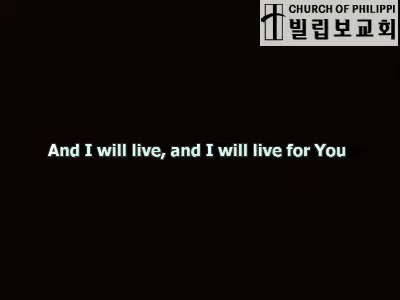 CHURCH OF PHILIPPI
빌립보교회
And I will live, and I will live for You